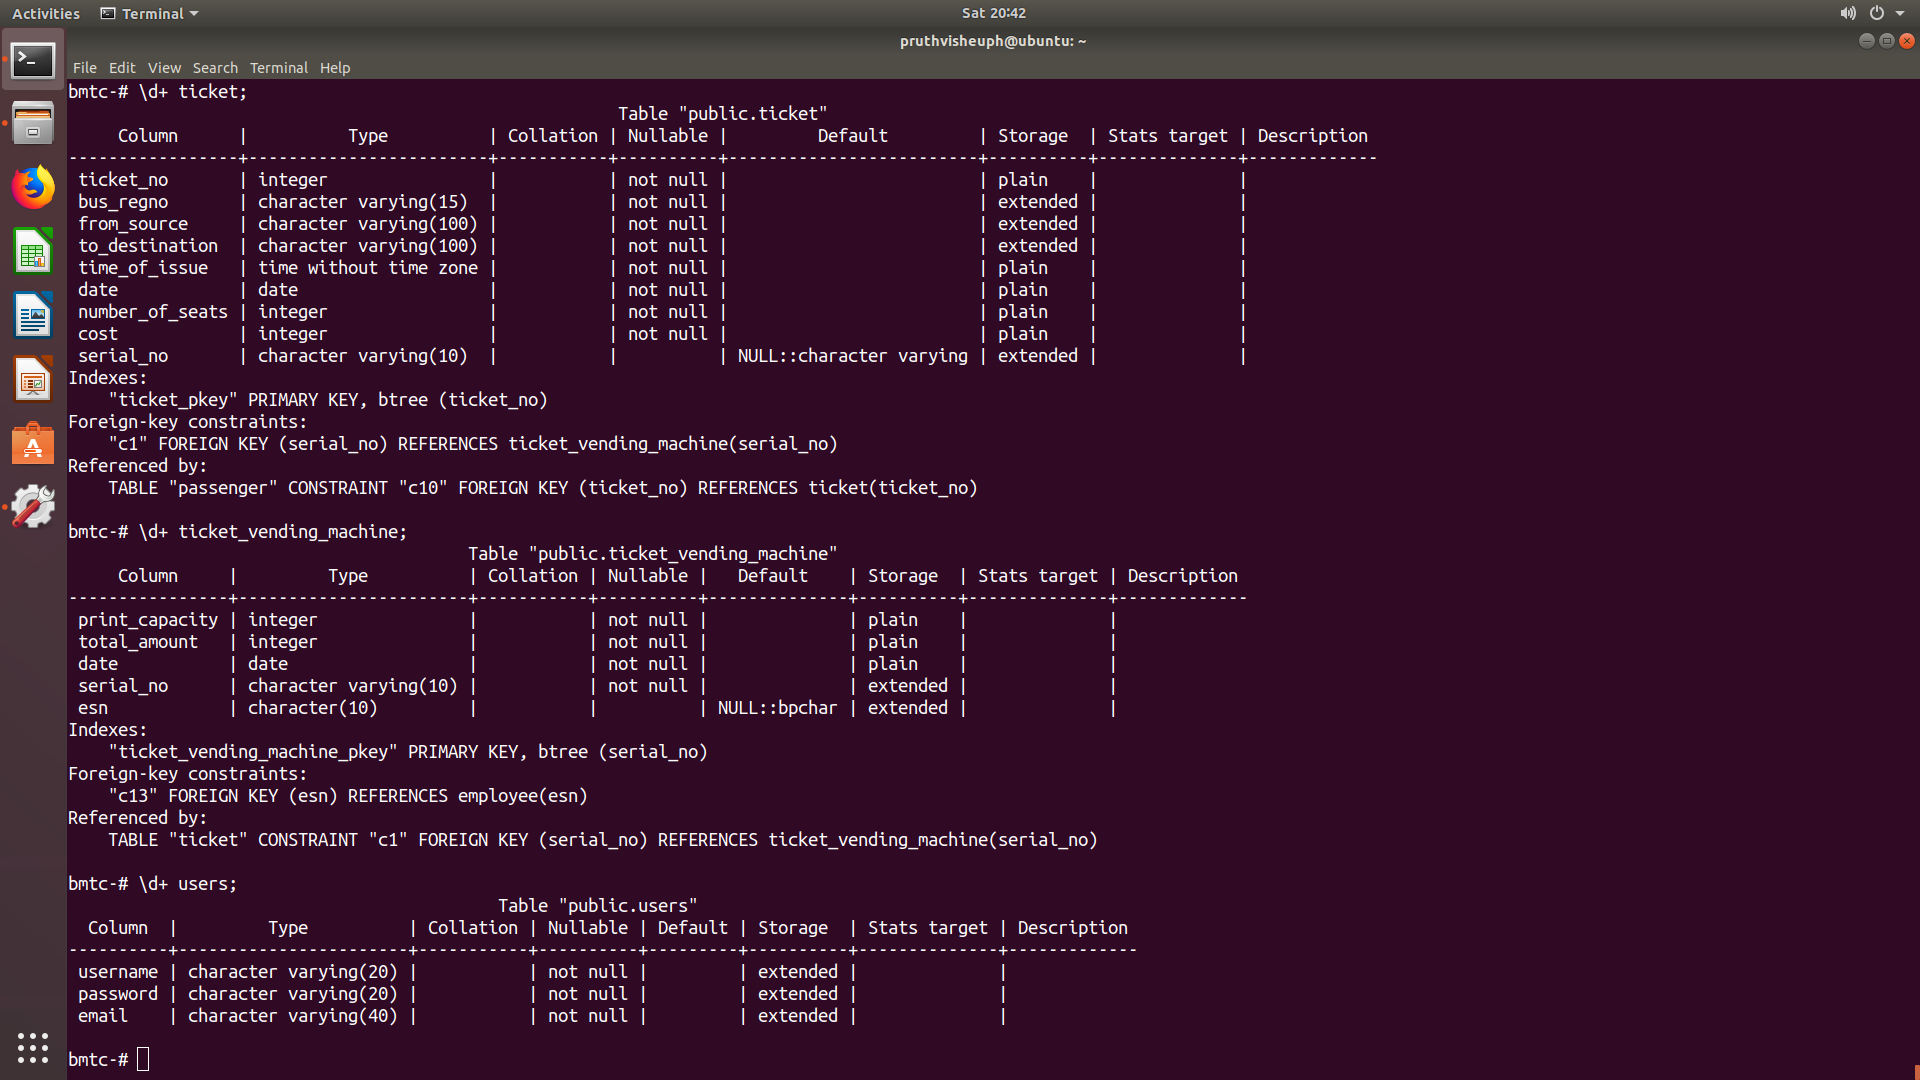 Activities Terminal Sat 20:42
pruthvisheuph@ubuntu: ~
File Edit View Search Terminal Help
bmtc-# \d+ ticket;
                                                       Table "public.ticket"
     Column      |          Type          | Collation | Nullable |         Default         | Storage  | Stats target | Description 
-----------------+------------------------+-----------+----------+-------------------------+----------+--------------+-------------
 ticket_no       | integer                |           | not null |                         | plain    |              | 
 bus_regno       | character varying(15)  |           | not null |                         | extended |              | 
 from_source     | character varying(100) |           | not null |                         | extended |              | 
 to_destination  | character varying(100) |           | not null |                         | extended |              | 
 time_of_issue   | time without time zone |           | not null |                         | plain    |              | 
 date            | date                   |           | not null |                         | plain    |              | 
 number_of_seats | integer                |           | not null |                         | plain    |              | 
 cost            | integer                |           | not null |                         | plain    |              | 
 serial_no       | character varying(10)  |           |          | NULL::character varying | extended |              | 
Indexes:
    "ticket_pkey" PRIMARY KEY, btree (ticket_no)
Foreign-key constraints:
    "c1" FOREIGN KEY (serial_no) REFERENCES ticket_vending_machine(serial_no)
Referenced by:
    TABLE "passenger" CONSTRAINT "c10" FOREIGN KEY (ticket_no) REFERENCES ticket(ticket_no)

bmtc-# \d+ ticket_vending_machine;
                                        Table "public.ticket_vending_machine"
     Column     |         Type          | Collation | Nullable |   Default    | Storage  | Stats target | Description 
----------------+-----------------------+-----------+----------+--------------+----------+--------------+-------------
 print_capacity | integer               |           | not null |              | plain    |              | 
 total_amount   | integer               |           | not null |              | plain    |              | 
 date           | date                  |           | not null |              | plain    |              | 
 serial_no      | character varying(10) |           | not null |              | extended |              | 
 esn            | character(10)         |           |          | NULL::bpchar | extended |              | 
Indexes:
    "ticket_vending_machine_pkey" PRIMARY KEY, btree (serial_no)
Foreign-key constraints:
    "c13" FOREIGN KEY (esn) REFERENCES employee(esn)
Referenced by:
    TABLE "ticket" CONSTRAINT "c1" FOREIGN KEY (serial_no) REFERENCES ticket_vending_machine(serial_no)

bmtc-# \d+ users;
                                           Table "public.users"
  Column  |         Type          | Collation | Nullable | Default | Storage  | Stats target | Description 
----------+-----------------------+-----------+----------+---------+----------+--------------+-------------
 username | character varying(20) |           | not null |         | extended |              | 
 password | character varying(20) |           | not null |         | extended |              | 
 email    | character varying(40) |           | not null |         | extended |              | 

bmtc-#